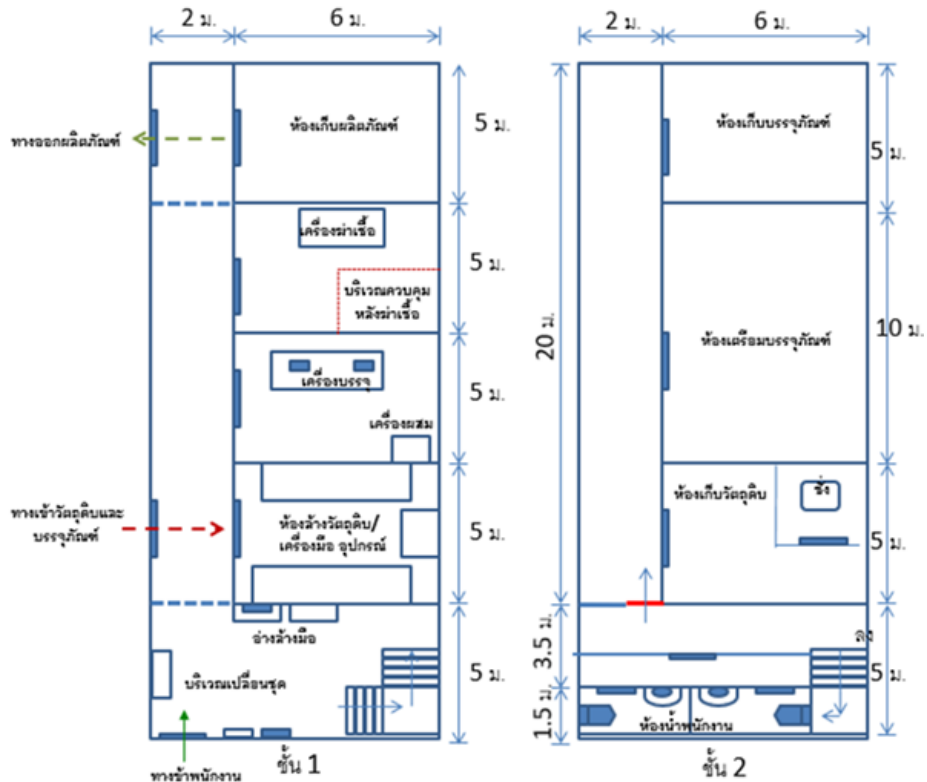 2 ม.
6 ม.
ห้องเก็บผลิตภัณฑ์
5 ม.
ทางออกผลิตภัณฑ์
เครื่องฆ่าเชื้อ
บริเวณควบคุม
หลังฆ่าเชื้อ
5 ม.
เครื่องบรรจุ
5 ม.
เครื่องผสม
ทางเข้าวัตถุดิบและ
บรรจุภัณฑ์
ห้องล้างวัตถุดิบ/
เครื่องมือ อุปกรณ์
5 ม.
อ่างล้างมือ
บริเวณเปลื่อนชุด
5 ม.
ทางข้าพนักงาน
ชั้น 1
2 ม.
6 ม.
ห้องเก็บบรรจุภัณฑ์
5 ม.
20 ม.
ห้องเตรือมบรรจุภัณฑ์
10 ม.
ห้องเก็บวัตถุดิบ
ชั่ง
5 ม.
3.5 ม.
ลง
5 ม.
1.5 ม.
ห้องน้ำพนักงาน
ชั้น 2